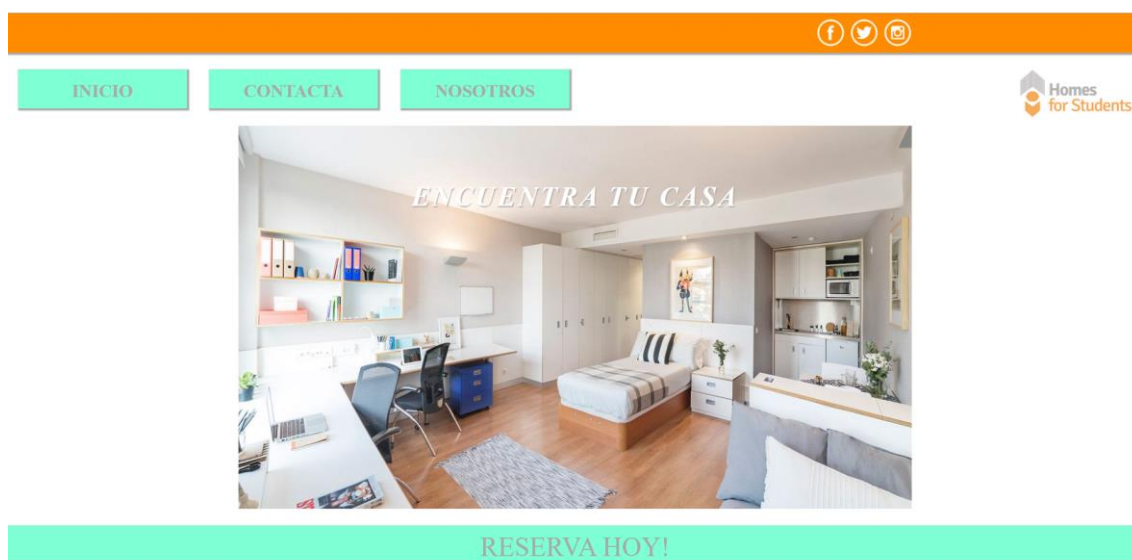 INICIO
CONTACTA
NOSOTROS
Homes
for Students
ENCUENTRA TU CASA
RESERVA HOY!